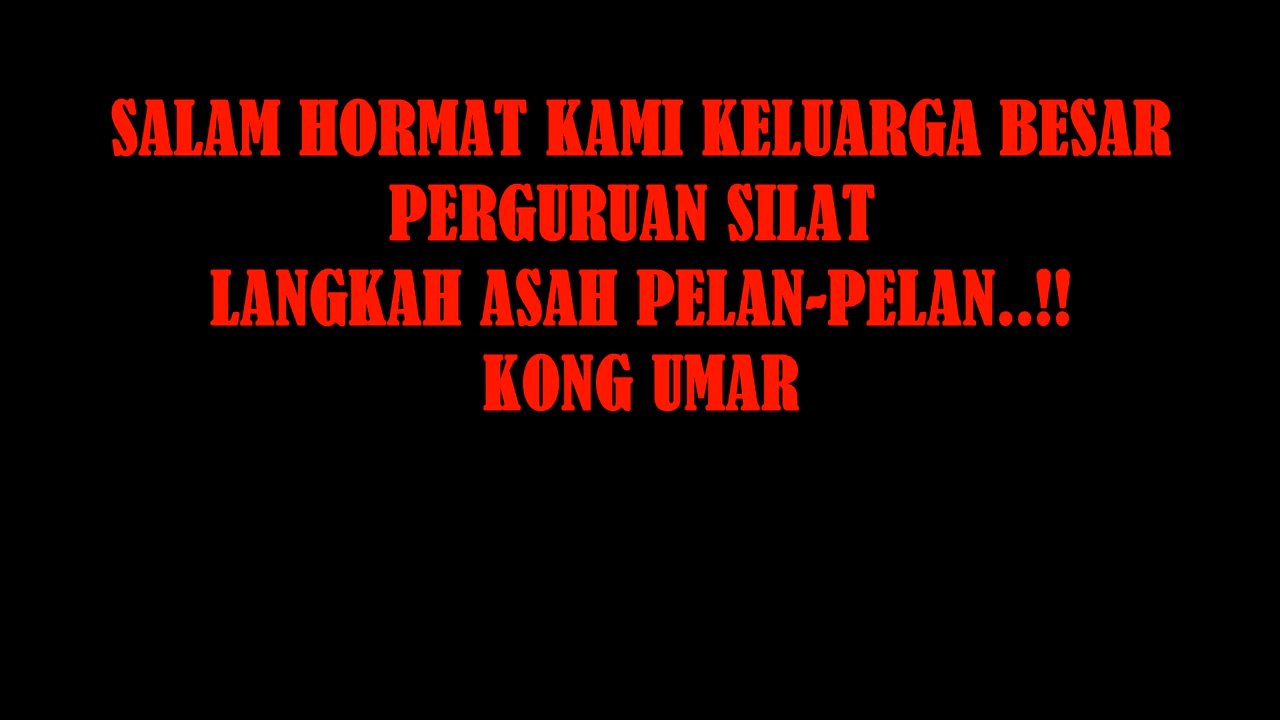 SALAM HORMAT KAMI KELUARGA BESAR
PERGURUAN SILAT
LANGKAH ASAH PELAN-PELAN..!!
KONG UMAR